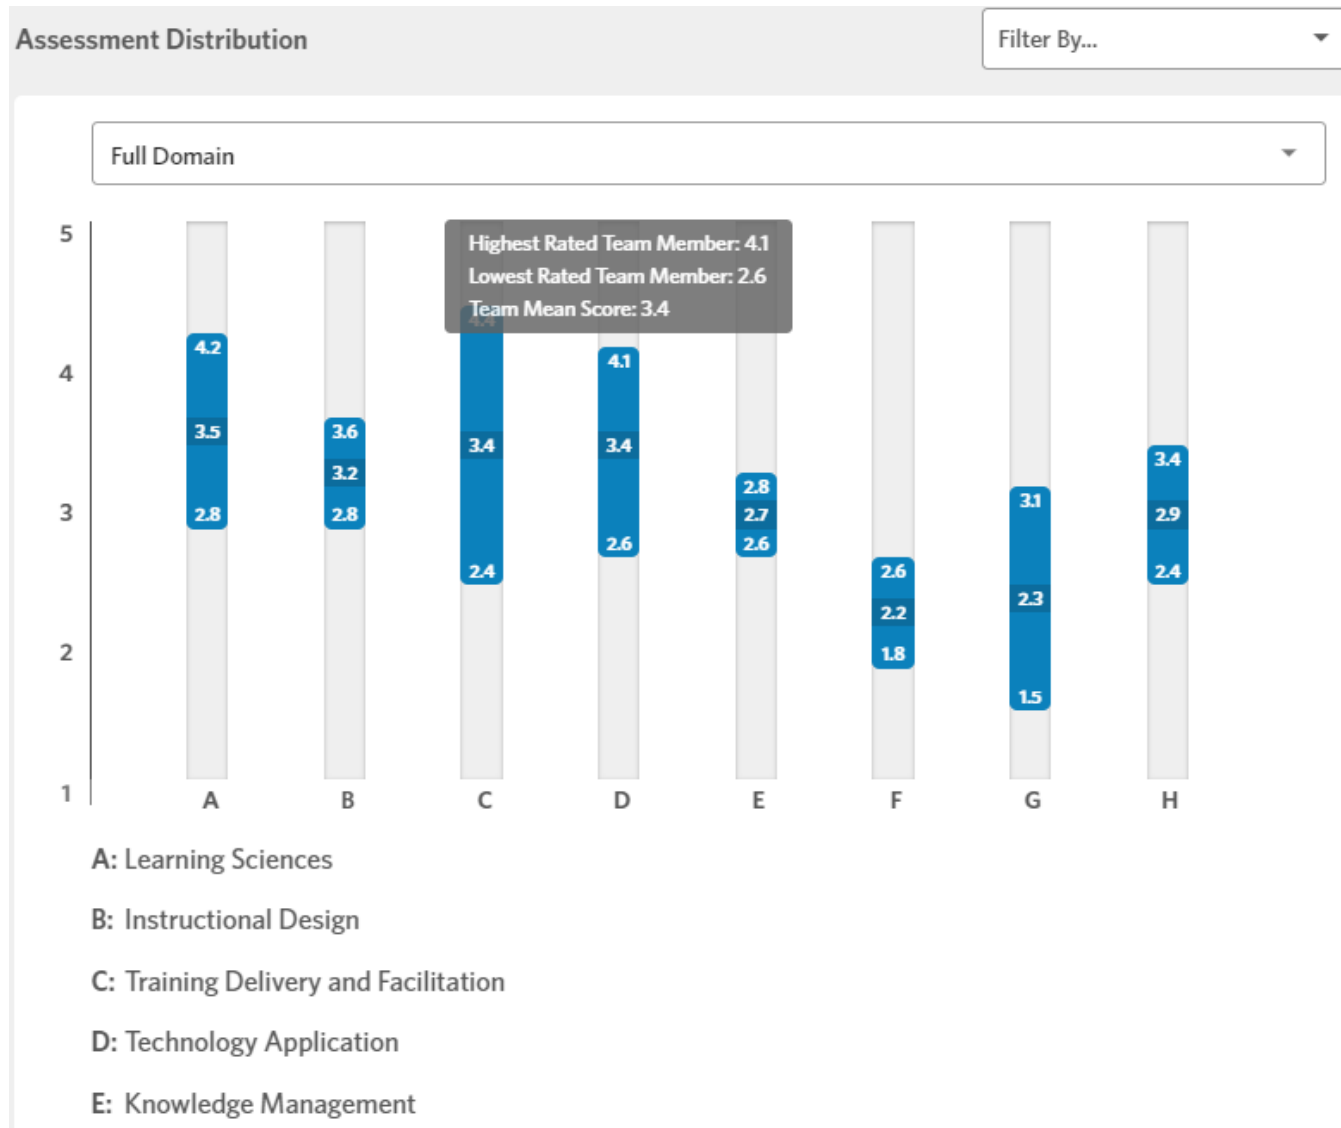 Assessment Distribution
Filter By...
Full Domain
5
4
3
2
1
Highest Rated Team Member: 4.1
Lowest Rated Team Member: 2.6
Team Mean Score: 3.4
4.2
3.5
2.8
3.6
3.2
2.8
4.4
3.4
2.4
4.1
3.4
2.6
2.8
2.7
2.6
2.6
2.2
1.8
3.1
2.3
1.5
3.4
2.9
2.4
A B C D E F G H
A: Learning Sciences
B: Instructional Design
C: Training Delivery and Facilitation
D: Technology Application
E: Knowledge Management